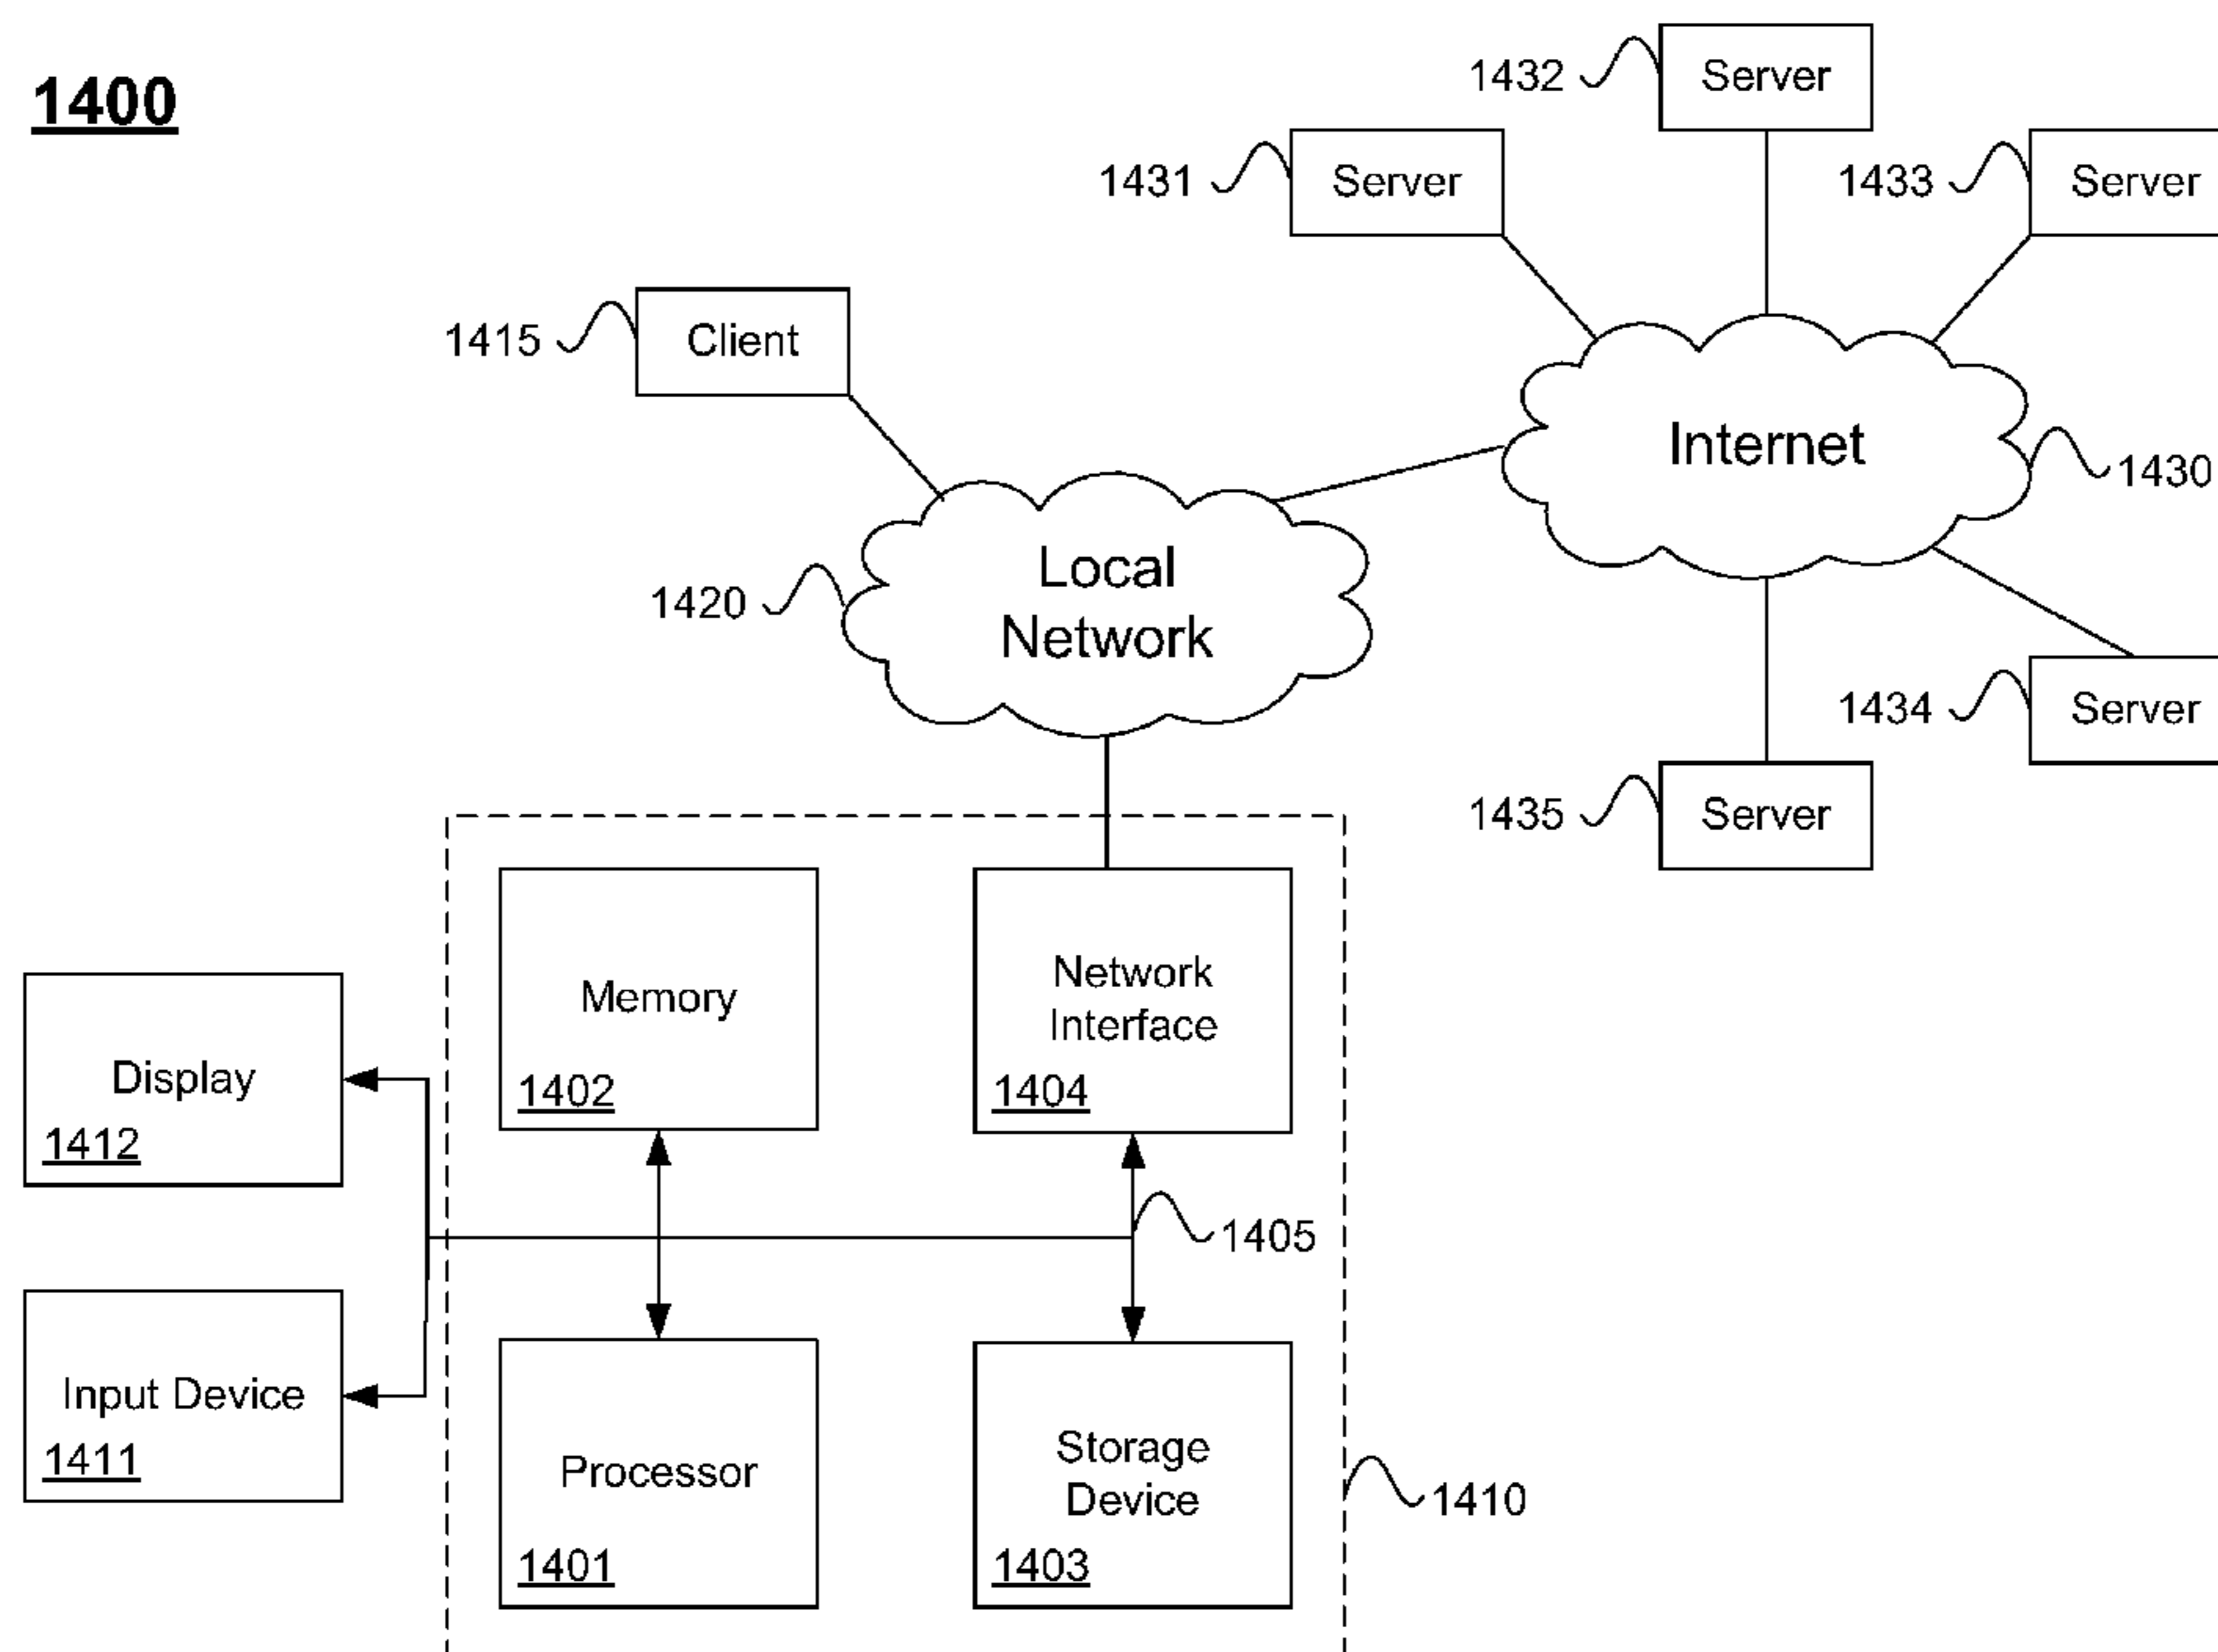 1400
1432
Server
1431
Server
1433
Server
1415
Client
Internet
1430
Local
Network
1420
1434
Server
1435
Server
Memory
1402
Network
Interface
1404
Display
1412
1405
Input Device
1411
Processor
1401
Storage
Device
1403
1410